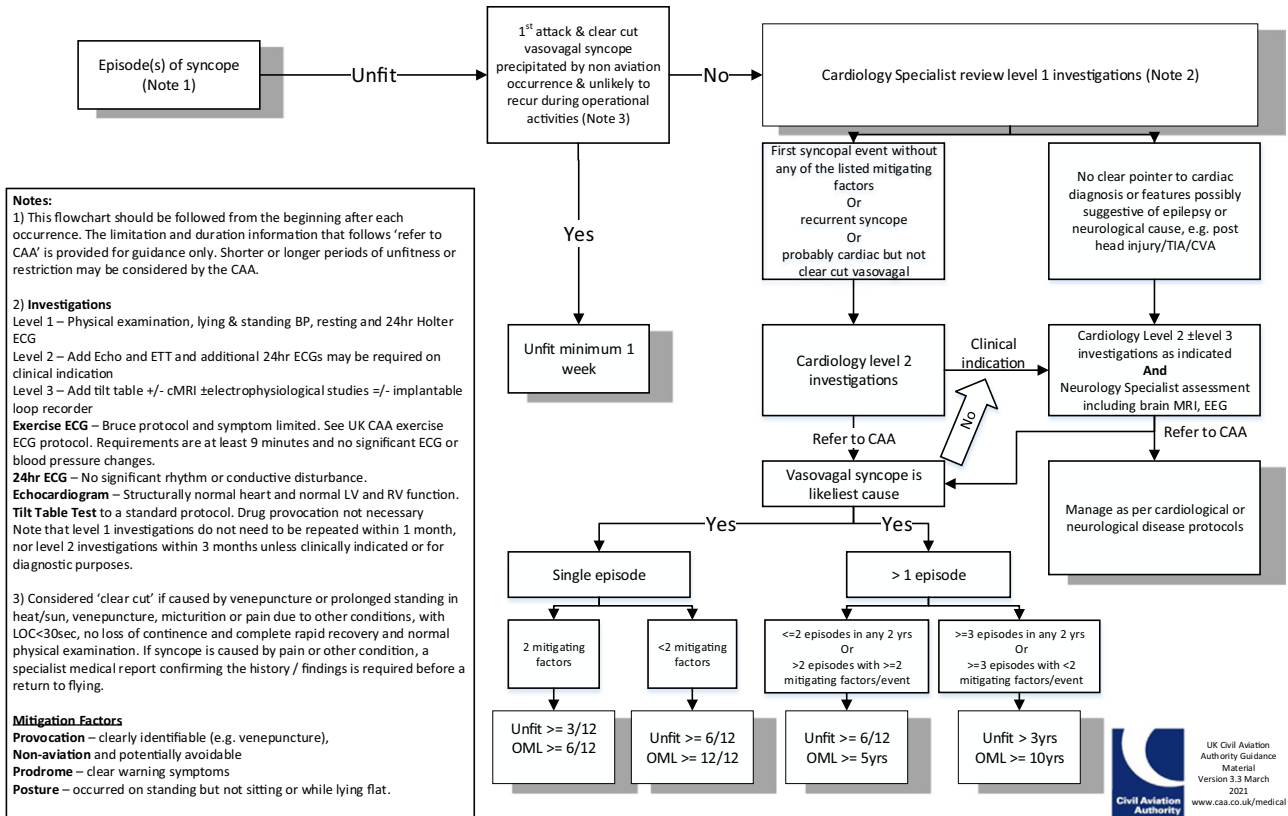 Episode(s) of syncope
(Note 1)
Unfit
1st attack & clear cut
vasovagal syncope
precipitated by non aviation
occurrence & unlikely to
recur during operational
activities (Note 3)
No
Cardiology Specialist review level 1 investigations (Note 2)
Yes
Unfit minimum 1
week
First syncopal event without
any of the listed mitigating
factors
Or
recurrent syncope
Or
probably cardiac but not
clear cut vasovagal
No clear pointer to cardiac
diagnosis or features possibly
suggestive of epilepsy or
neurological cause, e.g. post
head injury/TIA/CVA
Cardiology level 2
investigations
Clinical
indication
Cardiology Level 2 ±level 3
investigations as indicated
And
Neurology Specialist assessment
including brain MRI, EEG
Refer to CAA
No
Refer to CAA
Vasovagal syncope is
likeliest cause
Manage as per cardiological or
neurological disease protocols
Yes
Yes
Single episode
> 1 episode
2 mitigating
factors
<2 mitigating
factors
<=2 episodes in any 2 yrs
Or
>2 episodes with >=2
mitigating factors/event
>=3 episodes in any 2 yrs
Or
>=3 episodes with <2
mitigating factors/event
Unfit >= 3/12
OML >= 6/12
Unfit >= 6/12
OML >= 12/12
Unfit >= 6/12
OML >= 5yrs
Unfit > 3yrs
OML >= 10yrs
Notes:
1) This flowchart should be followed from the beginning after each
occurrence. The limitation and duration information that follows ‘refer to
CAA’ is provided for guidance only. Shorter or longer periods of unfitness or
restriction may be considered by the CAA.
2) Investigations
Level 1 – Physical examination, lying & standing BP, resting and 24hr Holter
ECG
Level 2 – Add Echo and ETT and additional 24hr ECGs may be required on
clinical indication
Level 3 – Add tilt table +/- cMRI ±electrophysiological studies =/- implantable
loop recorder
Exercise ECG – Bruce protocol and symptom limited. See UK CAA exercise
ECG protocol. Requirements are at least 9 minutes and no significant ECG or
blood pressure changes.
24hr ECG – No significant rhythm or conductive disturbance.
Echocardiogram – Structurally normal heart and normal LV and RV function.
Tilt Table Test to a standard protocol. Drug provocation not necessary
Note that level 1 investigations do not need to be repeated within 1 month,
nor level 2 investigations within 3 months unless clinically indicated or for
diagnostic purposes.
3) Considered ‘clear cut’ if caused by venepuncture or prolonged standing in
heat/sun, venepuncture, micturition or pain due to other conditions, with
LOC<30sec, no loss of continence and complete rapid recovery and normal
physical examination. If syncope is caused by pain or other condition, a
specialist medical report confirming the history / findings is required before a
return to flying.
Mitigation Factors
Provocation – clearly identifiable (e.g. venepuncture),
Non-aviation and potentially avoidable
Prodrome – clear warning symptoms
Posture – occurred on standing but not sitting or while lying flat.
Civil Aviation
Authority
UK Civil Aviation
Authority Guidance
Material
Version 3.3 March
2021
www.caa.co.uk/medical